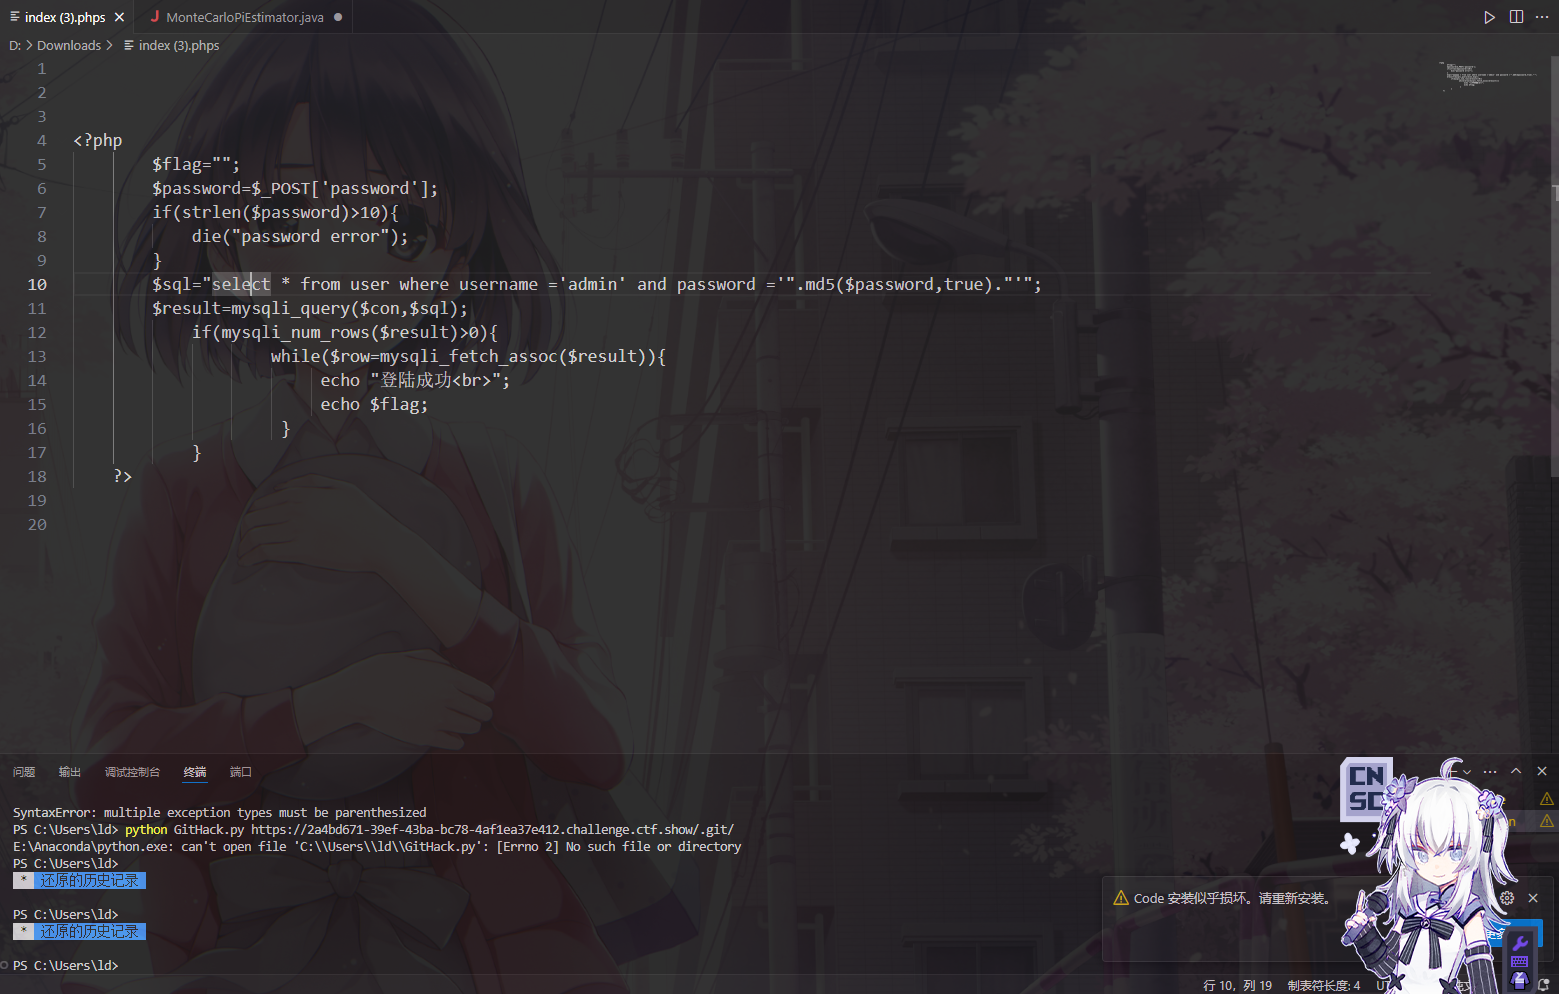 index (3).phps
MonteCarloPiEstimator.java
D: > Downloads > index (3).phps
1
2
3
4 <?php
5 $flag="";
6 $password=$_POST['password'];
7 if(strlen($password)>10){
8 die("password error");
9 }
10 $sql="select * from user where username ='admin' and password ='".md5($password,true)."'";
11 $result=mysqli_query($con,$sql);
12 if(mysqli_num_rows($result)>0){
13 while($row=mysqli_fetch_assoc($result)){
14 echo "登陆成功<br>";
15 echo $flag;
16 }
17 }
18 ?>
19
20
问题 输出 调试控制台 终端 端口
SyntaxError: multiple exception types must be parenthesized
PS C:\Users\ld> python GitHack.py https://2a4bd671-39ef-43ba-bc78-4af1ea37e412.challenge.ctf.show/.git/
E:\Anaconda\python.exe: can't open file 'C:\\Users\\ld\\GitHack.py': [Errno 2] No such file or directory
PS C:\Users\ld>
* 还原的历史记录
PS C:\Users\ld>
* 还原的历史记录
PS C:\Users\ld>
CN
SC
Code 安装似乎损坏。请重新安装。
行 10，列 19 制表符长度: 4